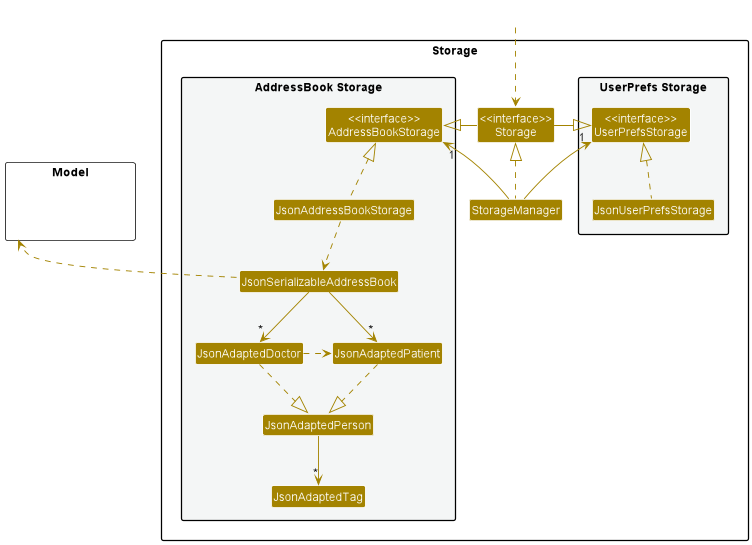 Storage
AddressBook Storage
UserPrefs Storage
<<interface>>
AddressBookStorage
<<interface>>
Storage
<<interface>>
UserPrefsStorage
1
1
Model
JsonAddressBookStorage
StorageManager
JsonUserPrefsStorage
JsonSerializableAddressBook
*
*
JsonAdaptedDoctor
JsonAdaptedPatient
JsonAdaptedPerson
*
JsonAdaptedTag